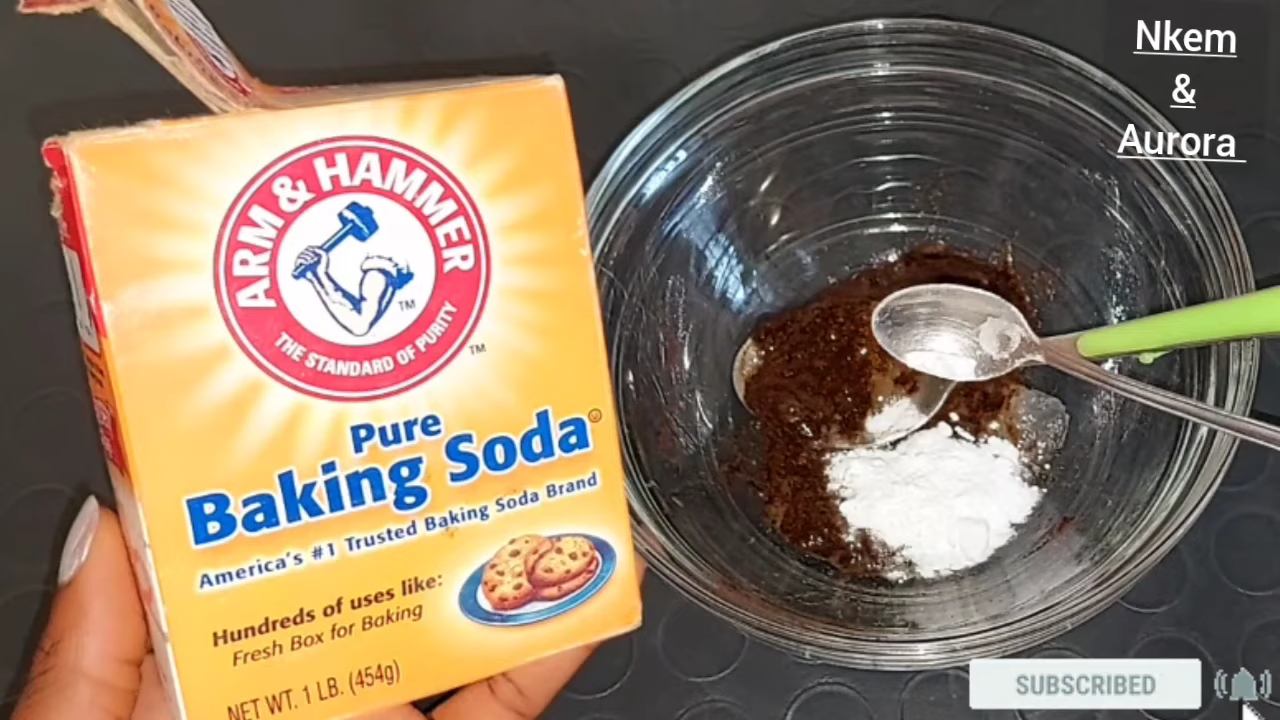 Nkem
&
Aurora
ARM & HAMMER
THE STANDARD OF PURITY
TM
TM
Pure
Baking Soda®
America's #1 Trusted Baking Soda Brand
Hundreds of uses like:
Fresh Box for Baking
NET WT. 1 LB. (454g)
SUBSCRIBED